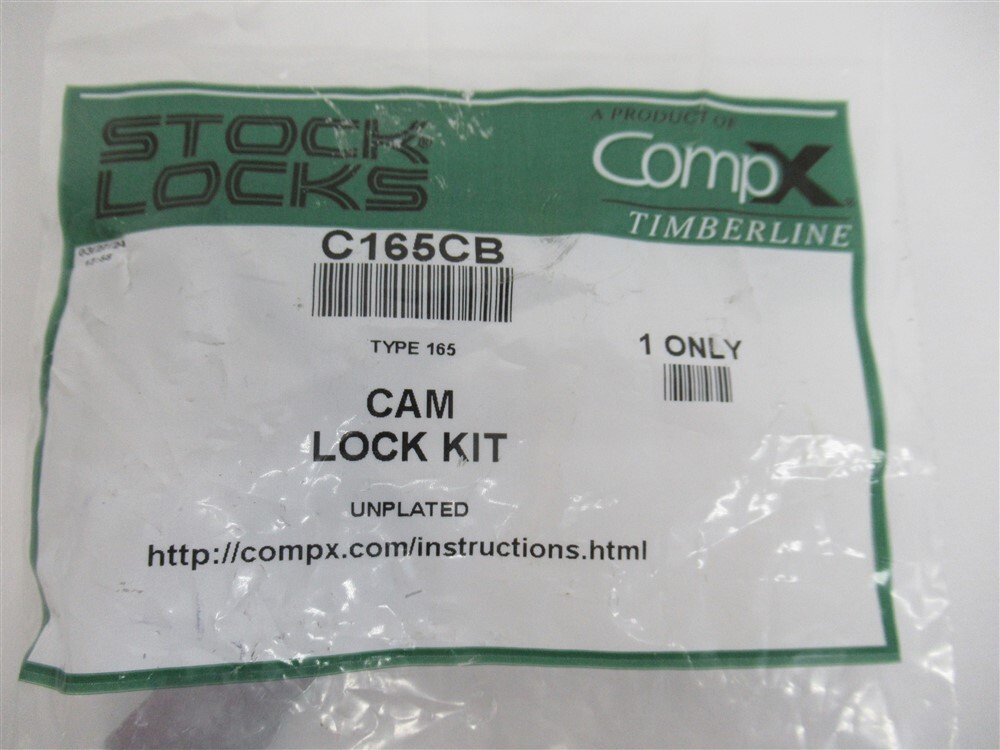 STOCK®
LOCKS
A PRODUCT OF
CompX®
TIMBERLINE
C165CB
TYPE 165
1 ONLY
CAM
LOCK KIT
UNPLATED
http://compx.com/instructions.html